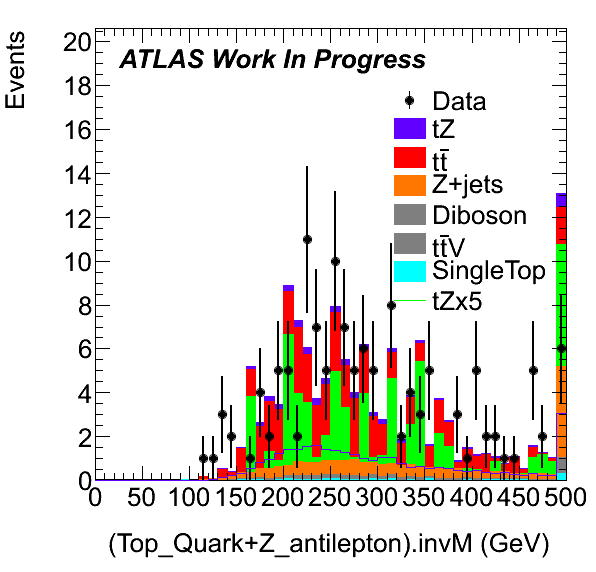 Events
20
18
16
14
12
10
8
6
4
2
0
ATLAS Work In Progress
Data
tZ
tt̄
Z+jets
Diboson
tt̄V
SingleTop
tZx5
0 50 100 150 200 250 300 350 400 450 500
(Top_Quark+Z_antilepton).invM (GeV)